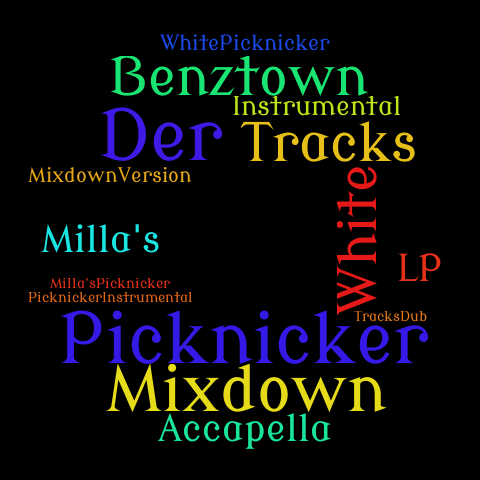 WhitePicknicker
Benztown
Instrumental
Der
Tracks
MixdownVersion
White
Milla's
LP
Milla'sPicknicker
PicknickerInstrumental
TracksDub
Picknicker
Mixdown
Accapella